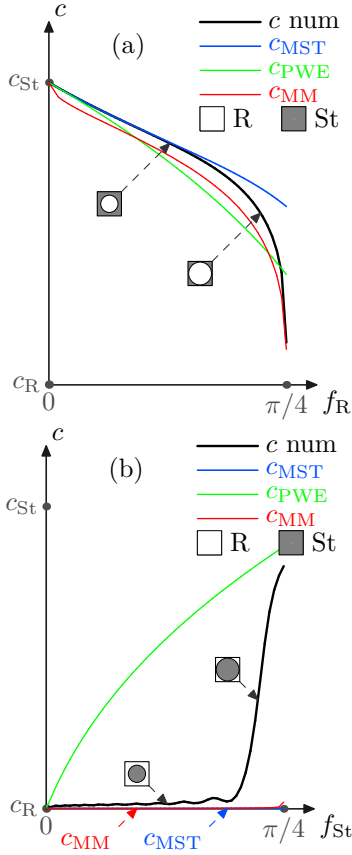 c
(a)
c num
c_MST
c_PWE
c_MM
R St
c_St
c_R
0
π/4 f_R
c
(b)
c num
c_MST
c_PWE
c_MM
R St
c_St
c_R
0
π/4 f_St
c_MM c_MST